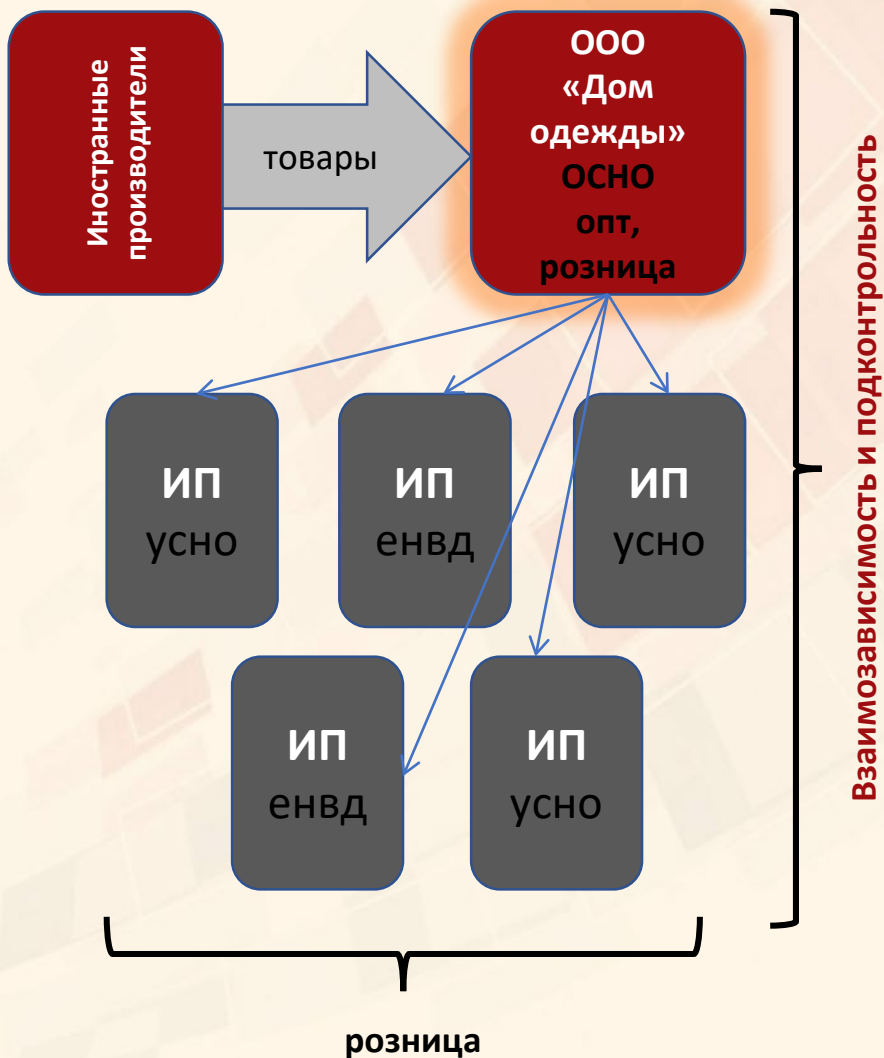 Иностранные
производители
товары
ООО
«Дом
одежды»
ОСНО
опт,
розница
ИП
усно
ИП
енвд
ИП
усно
ИП
енвд
ИП
усно
розница
Взаимозависимость и подконтрольность